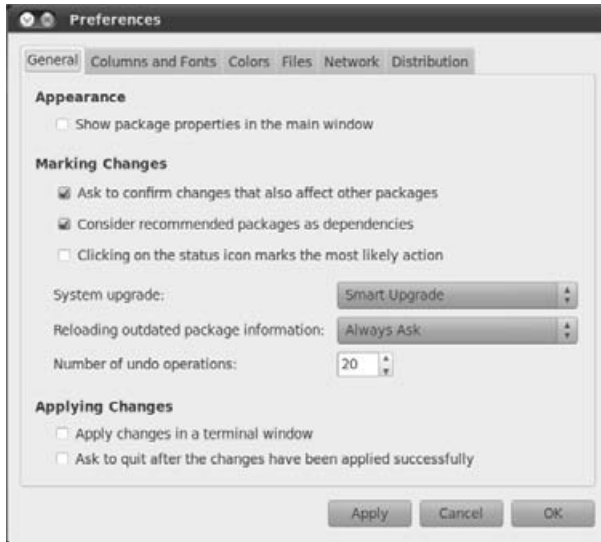 Preferences
General Columns and Fonts Colors Files Network Distribution
Appearance
Show package properties in the main window
Marking Changes
Ask to confirm changes that also affect other packages
Consider recommended packages as dependencies
Clicking on the status icon marks the most likely action
System upgrade: Smart Upgrade
Reloading outdated package information: Always Ask
Number of undo operations: 20
Applying Changes
Apply changes in a terminal window
Ask to quit after the changes have been applied successfully
Apply Cancel OK